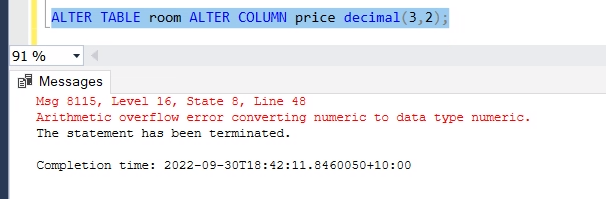 ALTER TABLE room ALTER COLUMN price decimal(3,2);
91 %
Messages
Msg 8115, Level 16, State 8, Line 48
Arithmetic overflow error converting numeric to data type numeric.
The statement has been terminated.
Completion time: 2022-09-30T18:42:11.8460050+10:00